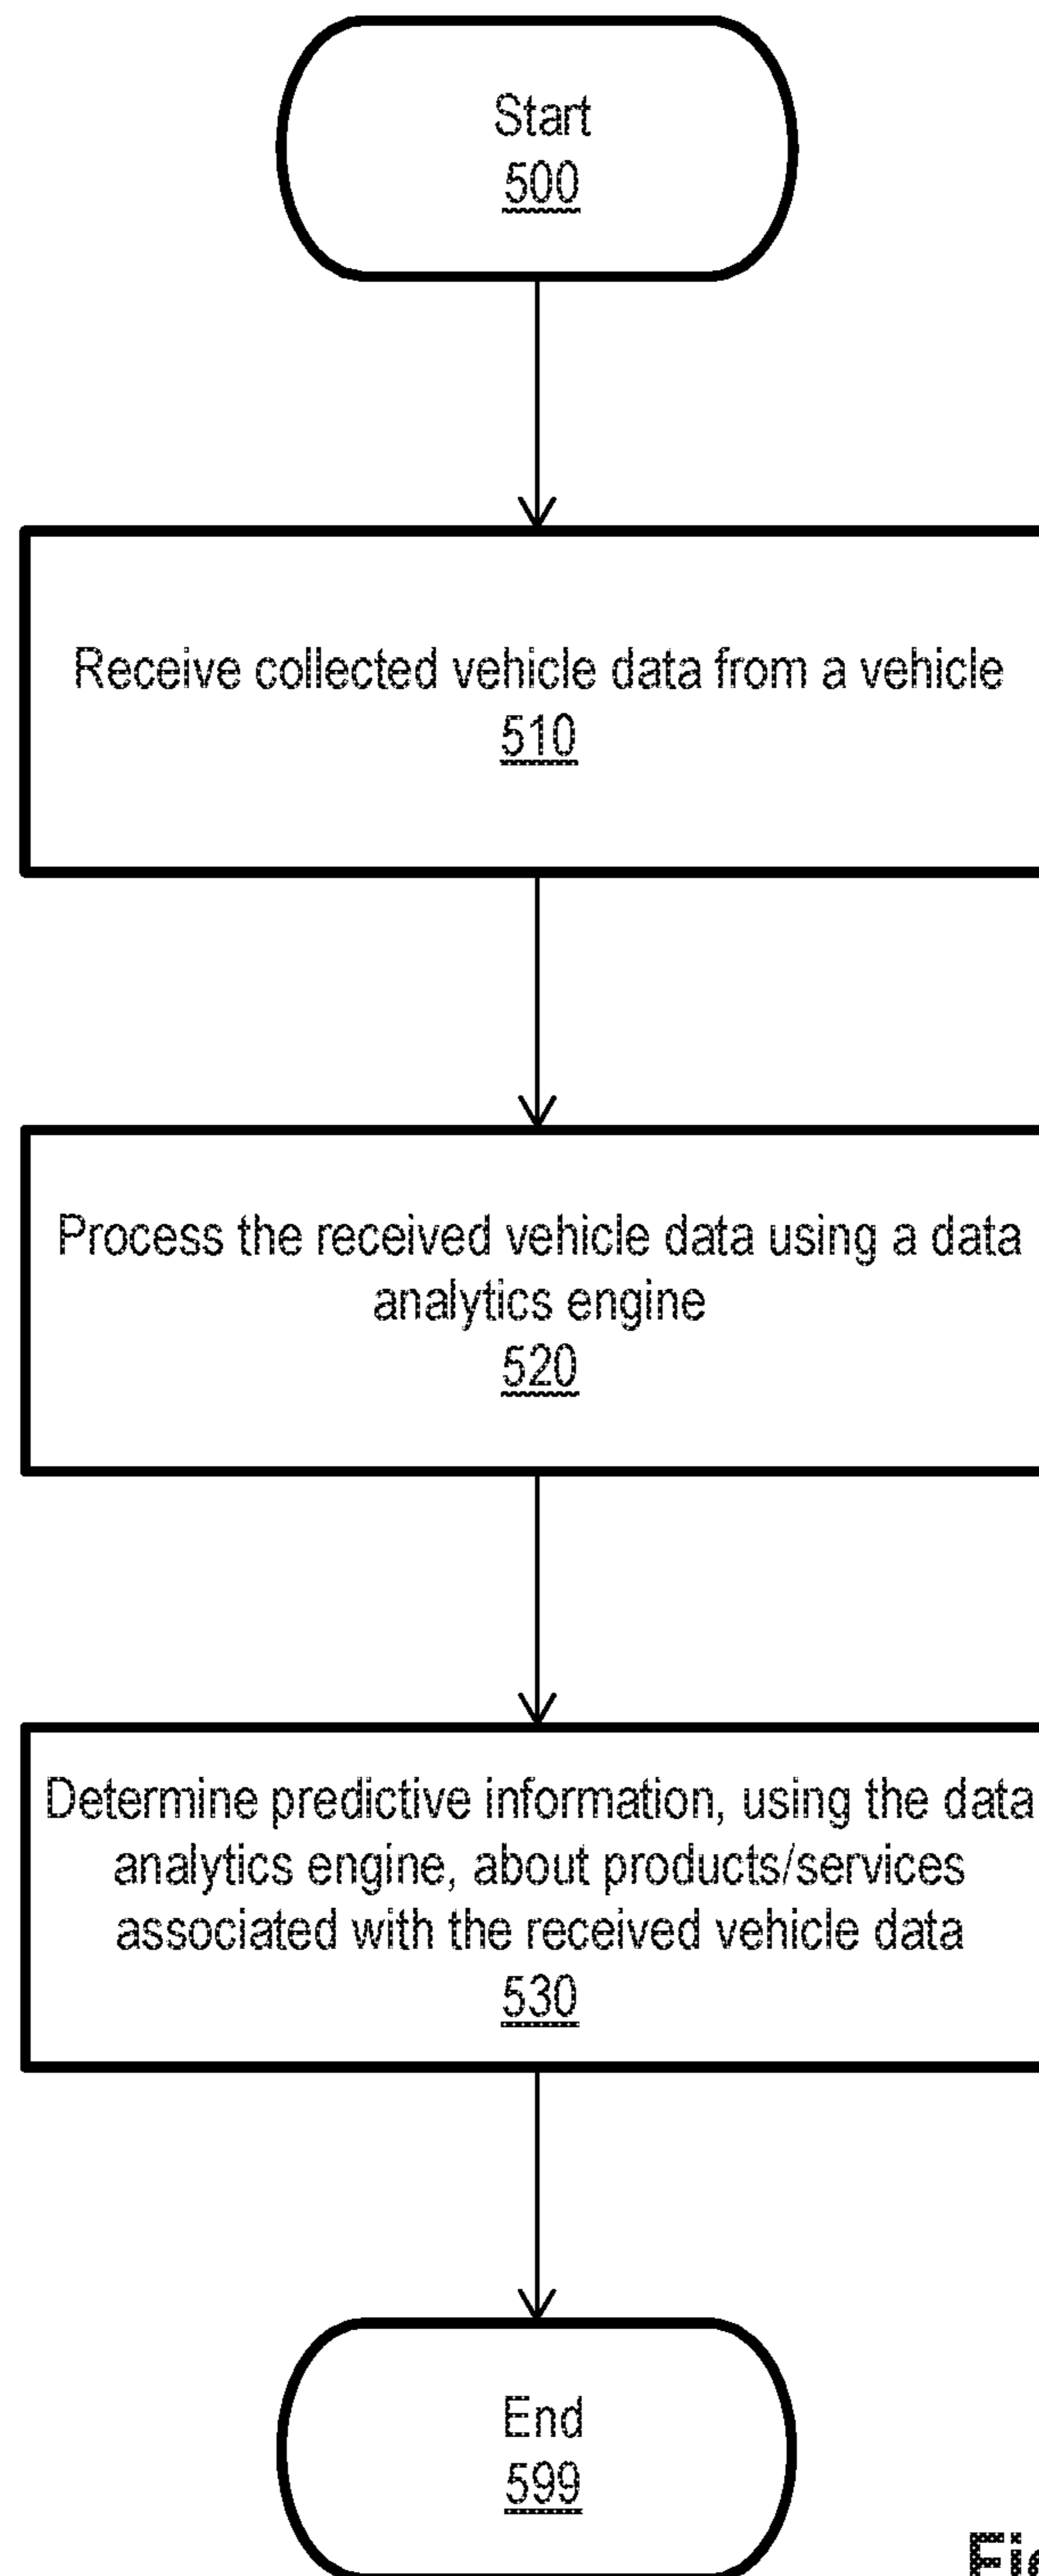 Start
500
Receive collected vehicle data from a vehicle
510
Process the received vehicle data using a data
analytics engine
520
Determine predictive information, using the data
analytics engine, about products/services
associated with the received vehicle data
530
End
599